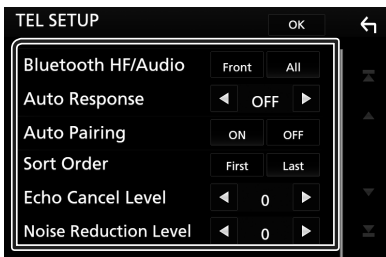 TEL SETUP OK
Bluetooth HF/Audio Front All
Auto Response OFF
Auto Pairing ON OFF
Sort Order First Last
Echo Cancel Level 0
Noise Reduction Level 0